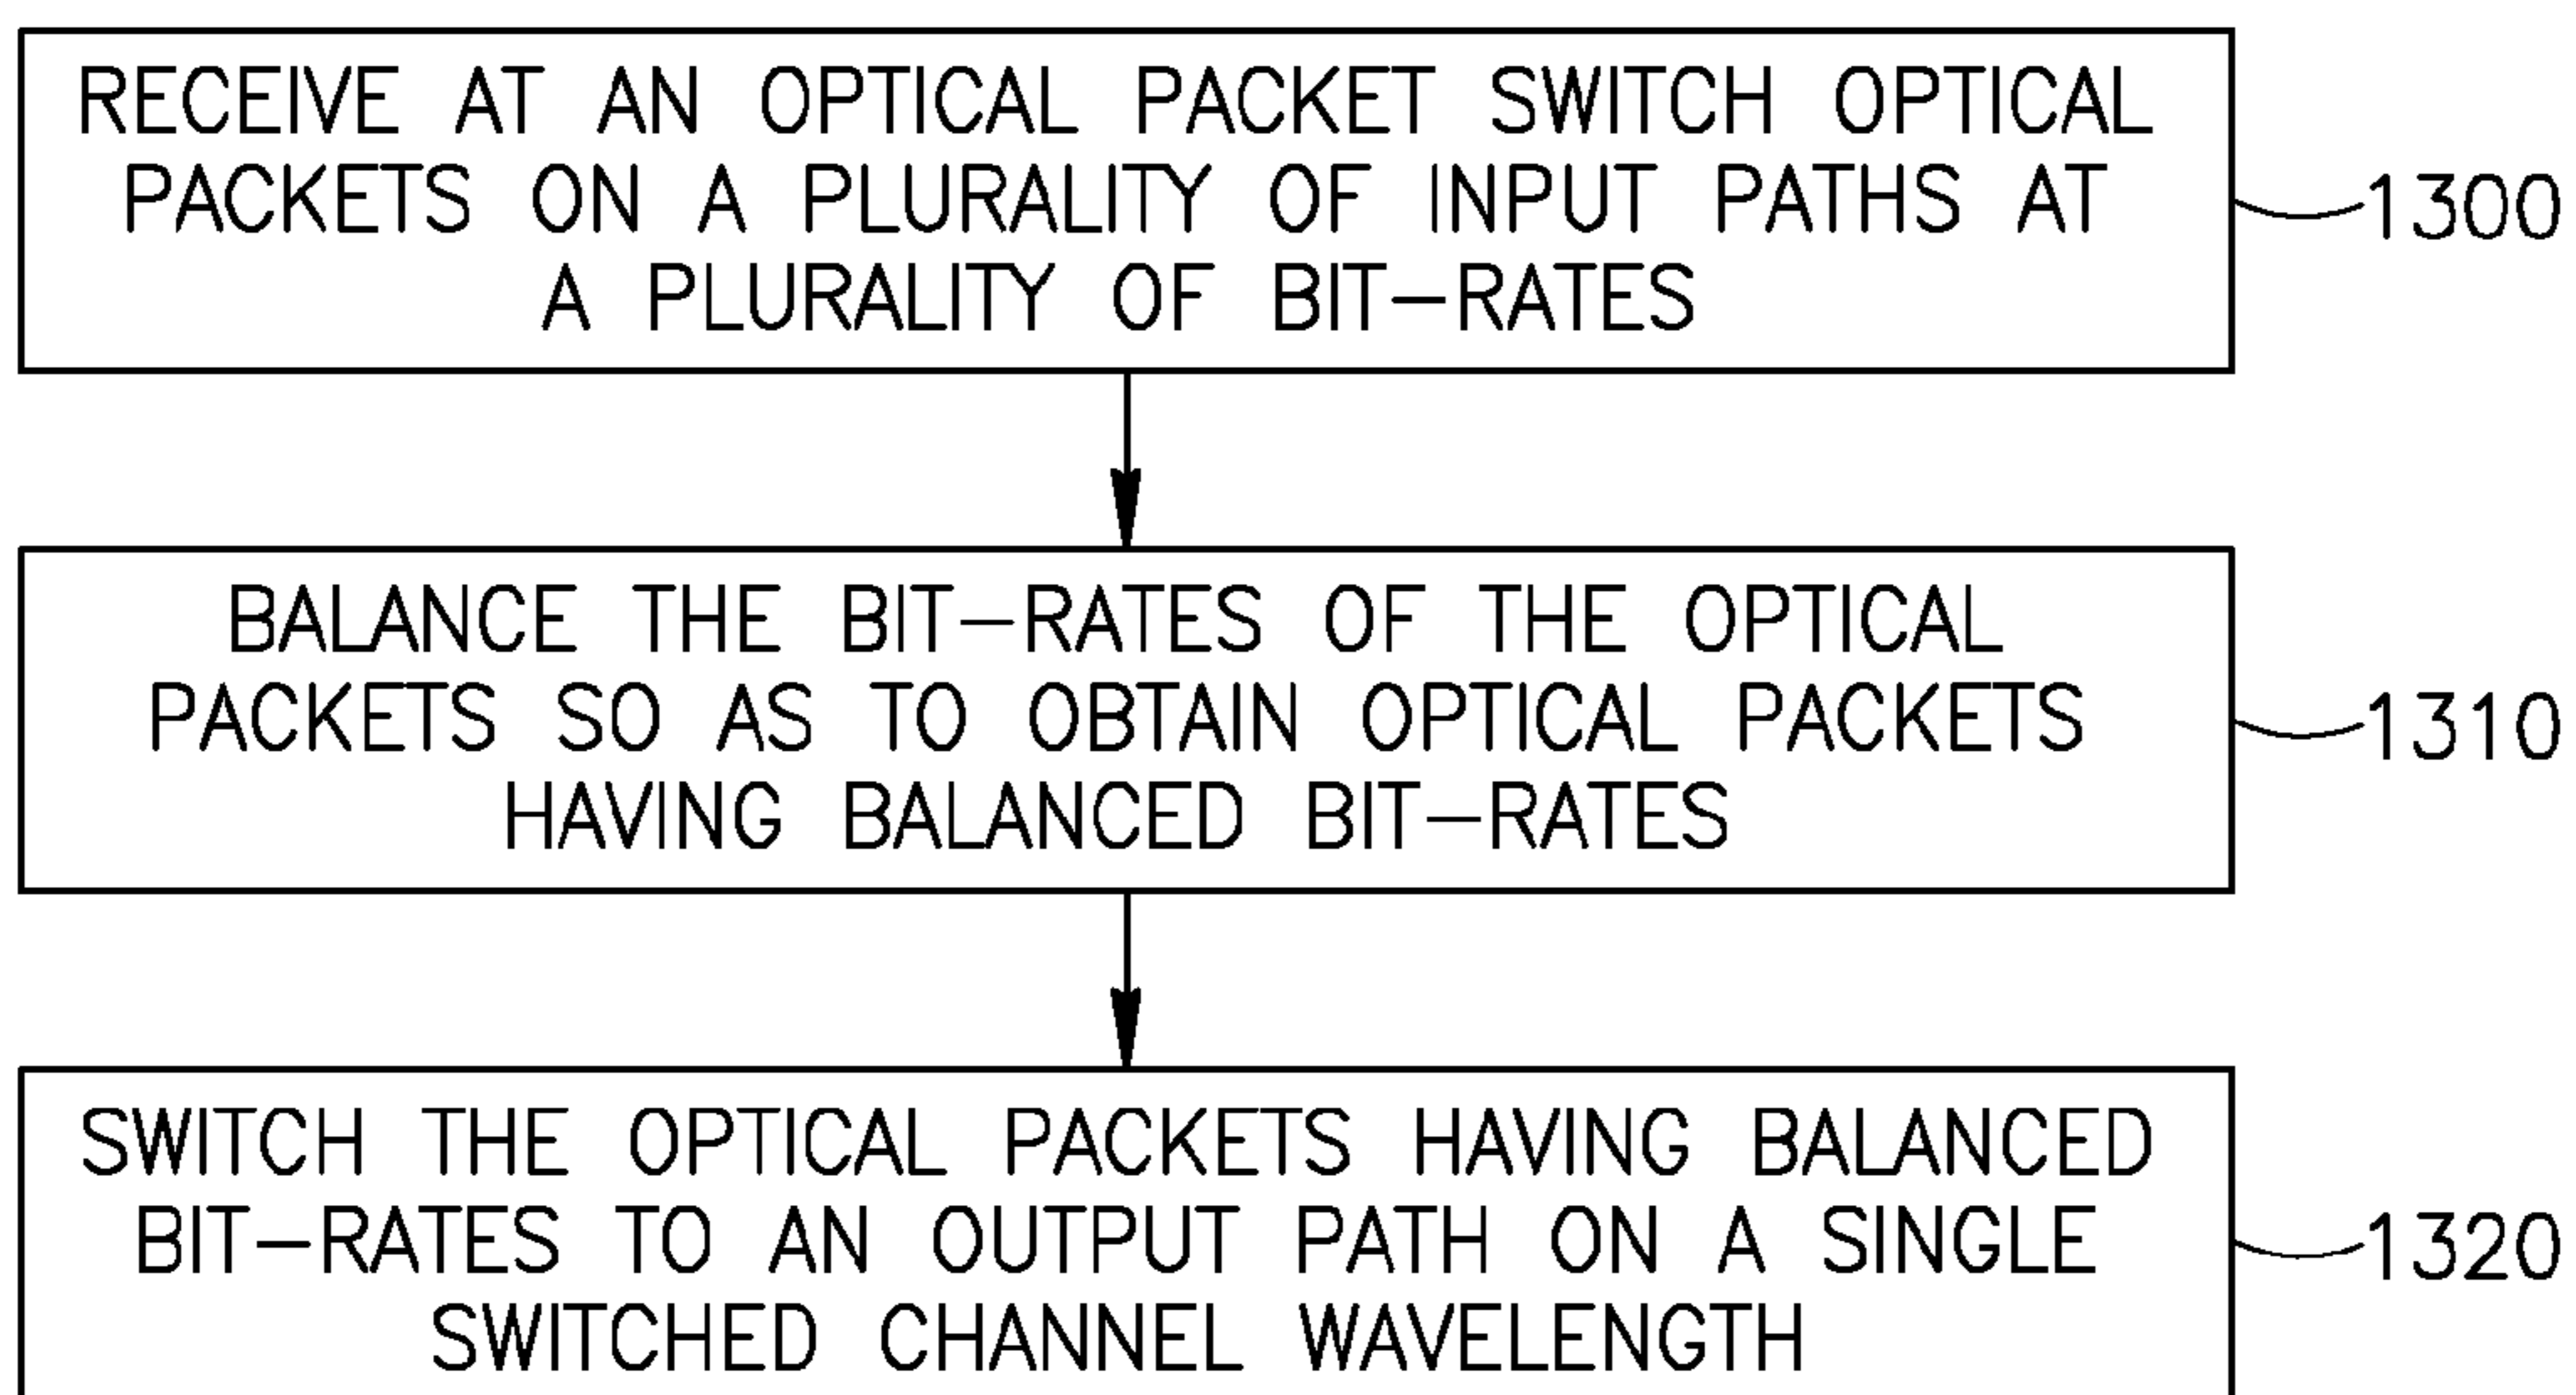 RECEIVE AT AN OPTICAL PACKET SWITCH OPTICAL
PACKETS ON A PLURALITY OF INPUT PATHS AT
A PLURALITY OF BIT-RATES
1300
BALANCE THE BIT-RATES OF THE OPTICAL
PACKETS SO AS TO OBTAIN OPTICAL PACKETS
HAVING BALANCED BIT-RATES
1310
SWITCH THE OPTICAL PACKETS HAVING BALANCED
BIT-RATES TO AN OUTPUT PATH ON A SINGLE
SWITCHED CHANNEL WAVELENGTH
1320